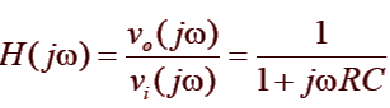 H(jω) = v_o(jω) / v_i(jω) = 1 / (1 + jωRC)